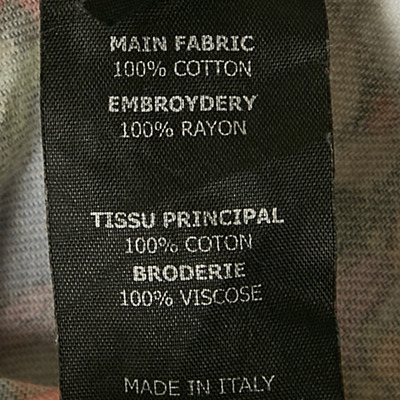 MAIN FABRIC
100% COTTON
EMBROYDERY
100% RAYON
TISSU PRINCIPAL
100% COTON
BRODERIE
100% VISCOSE
MADE IN ITALY